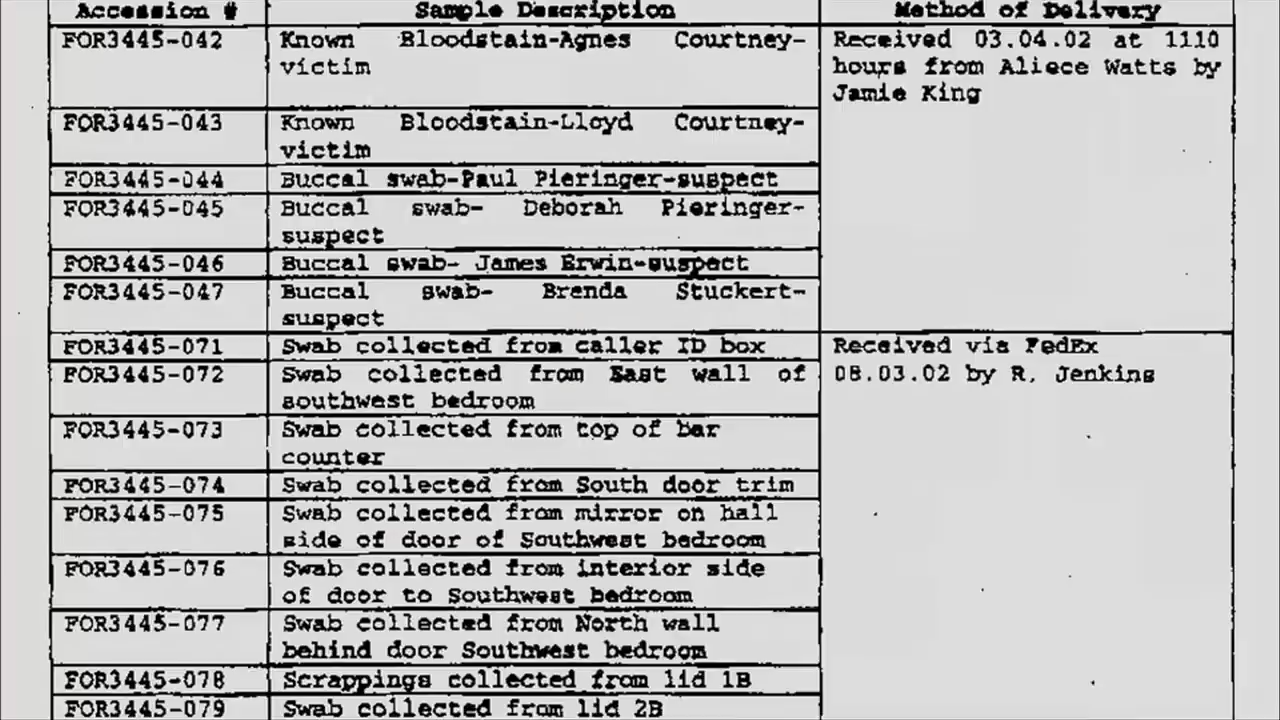 Accession # Sample Description Method of Delivery
FOR3445-042 Known Bloodstain-Agnes Courtney- Received 03.04.02 at 1110
victim hours from Aliece Watts by
Jamie King
FOR3445-043 Known Bloodstain-Lloyd Courtney-
victim
FOR3445-044 Buccal swab-Paul Pieringer-suspect
FOR3445-045 Buccal swab- Deborah Pieringer-
suspect
FOR3445-046 Buccal swab- James Erwin-suspect
FOR3445-047 Buccal swab- Brenda Stuckert-
suspect
FOR3445-071 Swab collected from caller ID box Received via FedEx
FOR3445-072 Swab collected from East wall of 08.03.02 by R. Jenkins
southwest bedroom
FOR3445-073 Swab collected from top of bar
counter
FOR3445-074 Swab collected from South door trim
FOR3445-075 Swab collected from mirror on hall
side of door of Southwest bedroom
FOR3445-076 Swab collected from interior side
of door to Southwest bedroom
FOR3445-077 Swab collected from North wall
behind door Southwest bedroom
FOR3445-078 Scrappings collected from lid 1B
FOR3445-079 Swab collected from lid 2B